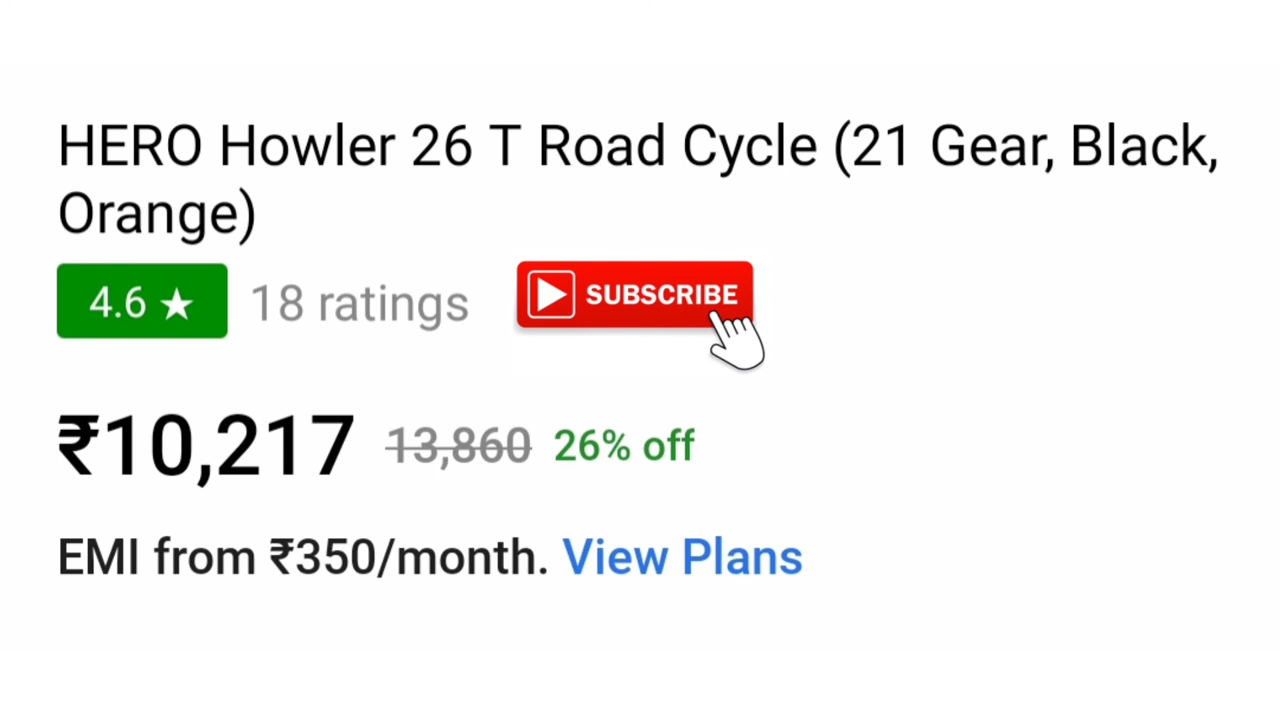 HERO Howler 26 T Road Cycle (21 Gear, Black,
Orange)
4.6 ★ 18 ratings SUBSCRIBE
₹10,217 13,860 26% off
EMI from ₹350/month. View Plans